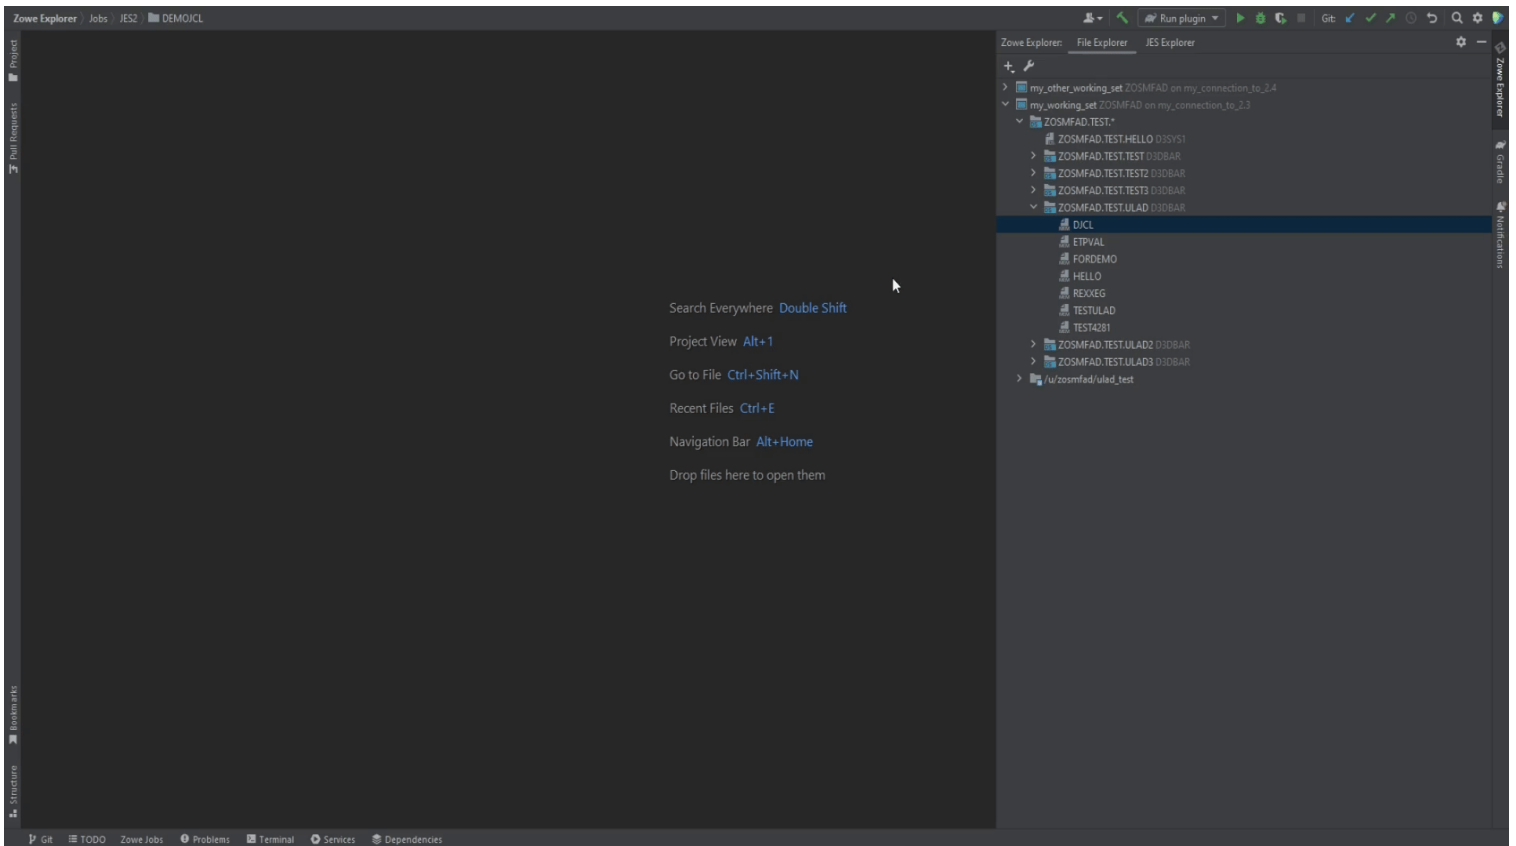 Zowe Explorer Jobs JES2 DEMOJCL
Run plugin
Git:
Project
Pull Requests
Bookmarks
Structure
Search Everywhere Double Shift
Project View Alt+1
Go to File Ctrl+Shift+N
Recent Files Ctrl+E
Navigation Bar Alt+Home
Drop files here to open them
Zowe Explorer: File Explorer JES Explorer
my_other_working_set ZOSMFAD on my_connection_to_2.4
my_working_set ZOSMFAD on my_connection_to_2.3
ZOSMFAD.TEST.*
ZOSMFAD.TEST.HELLO D3SYS1
ZOSMFAD.TEST.TEST D3DBAR
ZOSMFAD.TEST.TEST2 D3DBAR
ZOSMFAD.TEST.TEST3 D3DBAR
ZOSMFAD.TEST.ULAD D3DBAR
DJCL
ETPVAL
FORDEMO
HELLO
REXXEG
TESTULAD
TEST4281
ZOSMFAD.TEST.ULAD2 D3DBAR
ZOSMFAD.TEST.ULAD3 D3DBAR
/u/zosmfad/ulad_test
Zowe Explorer
Gradle
Notifications
Git TODO Zowe Jobs Problems Terminal Services Dependencies